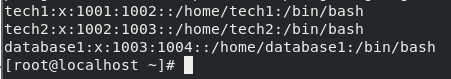 tech1:x:1001:1002::/home/tech1:/bin/bash
tech2:x:1002:1003::/home/tech2:/bin/bash
database1:x:1003:1004::/home/database1:/bin/bash
[root@localhost ~]#